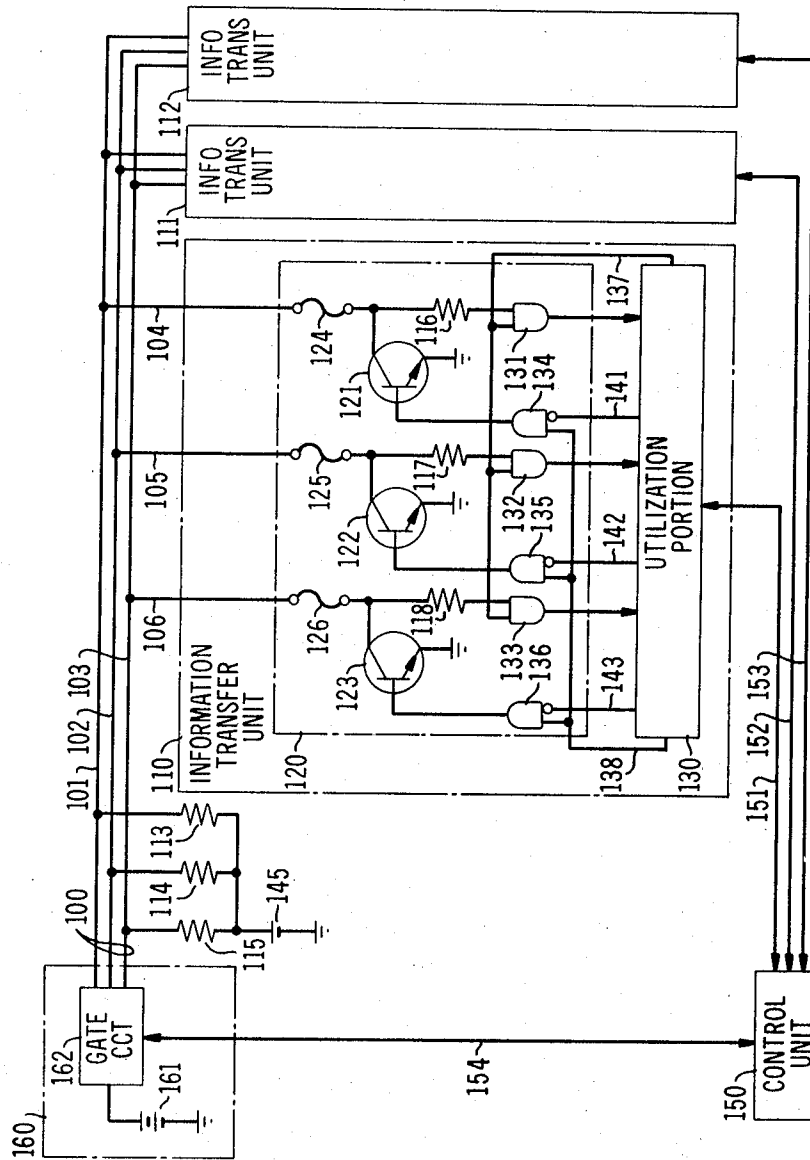 160
162
GATE
CCT
161
100
101
102
103
115
114
113
145
154
150
CONTROL
UNIT
151
152
153
110
INFORMATION
TRANSFER
UNIT
120
106
105
104
126
125
124
123
122
121
118
117
116
136
133
135
132
134
131
143
142
141
138
137
130
UTILIZATION
PORTION
111
INFO
TRANS
UNIT
112
INFO
TRANS
UNIT